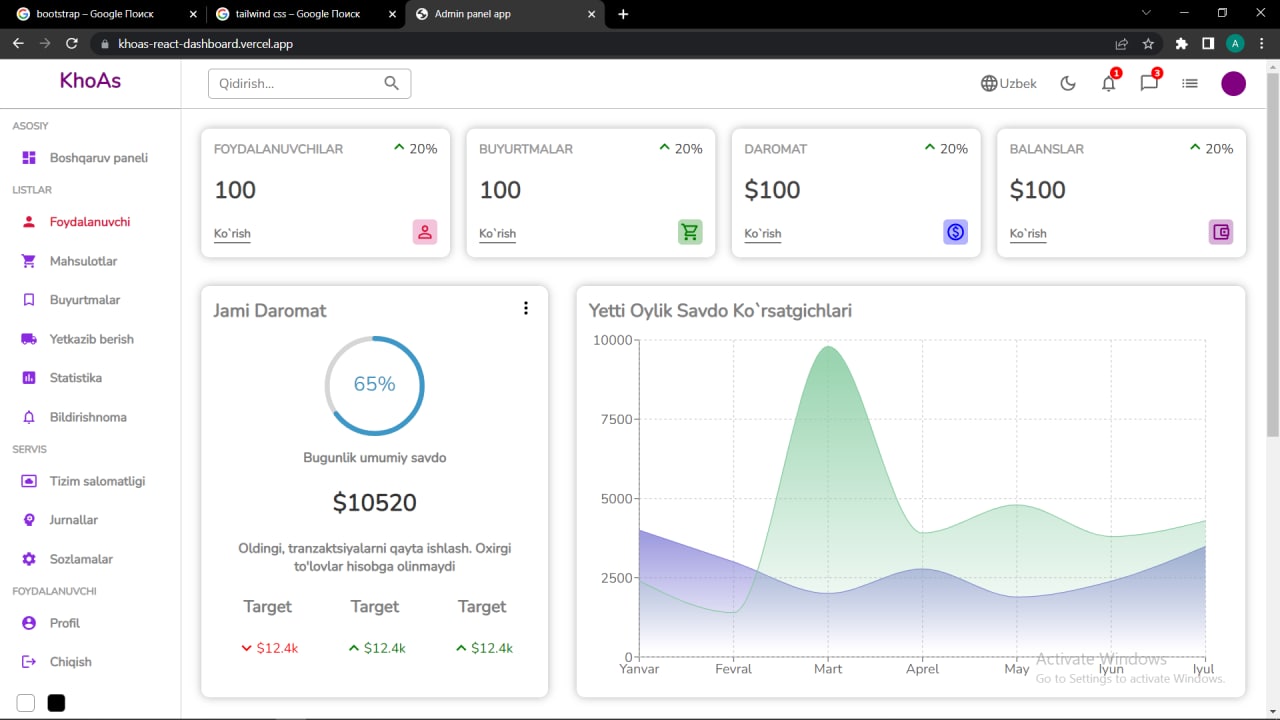 bootstrap – Google Поиск
tailwind css – Google Поиск
Admin panel app
khoas-react-dashboard.vercel.app
A
KhoAs
Qidirish...
Uzbek
1
3
ASOSIY
Boshqaruv paneli
LISTLAR
Foydalanuvchi
Mahsulotlar
Buyurtmalar
Yetkazib berish
Statistika
Bildirishnoma
SERVIS
Tizim salomatligi
Jurnallar
Sozlamalar
FOYDALANUVCHI
Profil
Chiqish
FOYDALANUVCHILAR
20%
100
Ko`rish
BUYURTMALAR
20%
100
Ko`rish
DAROMAT
20%
$100
Ko`rish
BALANSLAR
20%
$100
Ko`rish
Jami Daromat
65%
Bugunlik umumiy savdo
$10520
Oldingi, tranzaktsiyalarni qayta ishlash. Oxirgi
to'lovlar hisobga olinmaydi
Target Target Target
$12.4k $12.4k $12.4k
Yetti Oylik Savdo Ko`rsatgichlari
10000
7500
5000
2500
0
Yanvar Fevral Mart Aprel May Iyun Iyul
Activate Windows
Go to Settings to activate Windows.